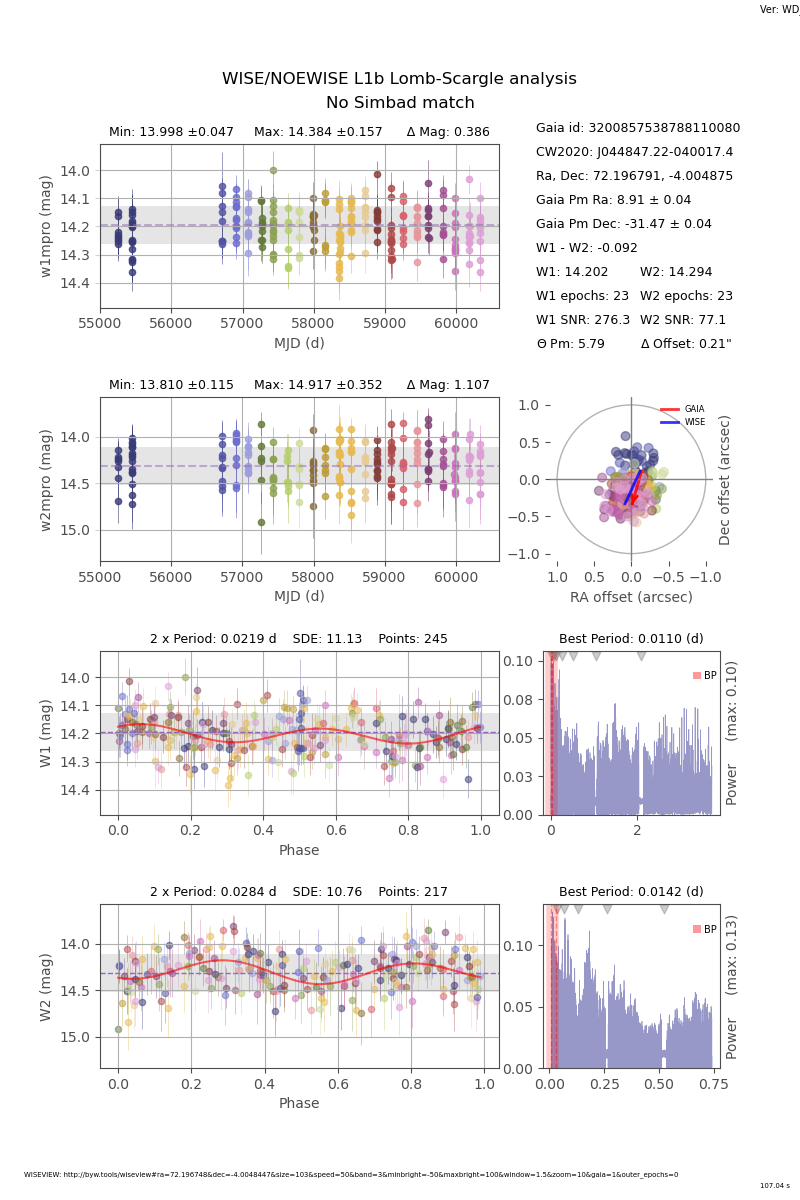 Ver: WD_
WISE/NOEWISE L1b Lomb-Scargle analysis
No Simbad match
Min: 13.998 ±0.047 Max: 14.384 ±0.157 Δ Mag: 0.386
14.0
14.1
14.2
14.3
14.4
w1mpro (mag)
55000 56000 57000 58000 59000 60000
MJD (d)
Gaia id: 3200857538788110080
CW2020: J044847.22-040017.4
Ra, Dec: 72.196791, -4.004875
Gaia Pm Ra: 8.91 ± 0.04
Gaia Pm Dec: -31.47 ± 0.04
W1 - W2: -0.092
W1: 14.202 W2: 14.294
W1 epochs: 23 W2 epochs: 23
W1 SNR: 276.3 W2 SNR: 77.1
Θ Pm: 5.79 Δ Offset: 0.21"
Min: 13.810 ±0.115 Max: 14.917 ±0.352 Δ Mag: 1.107
14.0
14.5
15.0
w2mpro (mag)
55000 56000 57000 58000 59000 60000
MJD (d)
1.0
0.5
0.0
−0.5
−1.0
GAIA
WISE
Dec offset (arcsec)
1.0 0.5 0.0 −0.5 −1.0
RA offset (arcsec)
2 x Period: 0.0219 d SDE: 11.13 Points: 245
14.0
14.1
14.2
14.3
14.4
W1 (mag)
0.0 0.2 0.4 0.6 0.8 1.0
Phase
Best Period: 0.0110 (d)
0.10
0.08
0.05
0.03
0.00
BP
Power (max: 0.10)
0 2
2 x Period: 0.0284 d SDE: 10.76 Points: 217
14.0
14.5
15.0
W2 (mag)
0.0 0.2 0.4 0.6 0.8 1.0
Phase
Best Period: 0.0142 (d)
0.10
0.05
0.00
BP
Power (max: 0.13)
0.00 0.25 0.50 0.75
WISEVIEW: http://byw.tools/wiseview#ra=72.196748&dec=-4.0048447&size=103&speed=50&band=3&minbright=-50&maxbright=100&window=1.5&zoom=10&gaia=1&outer_epochs=0
107.04 s